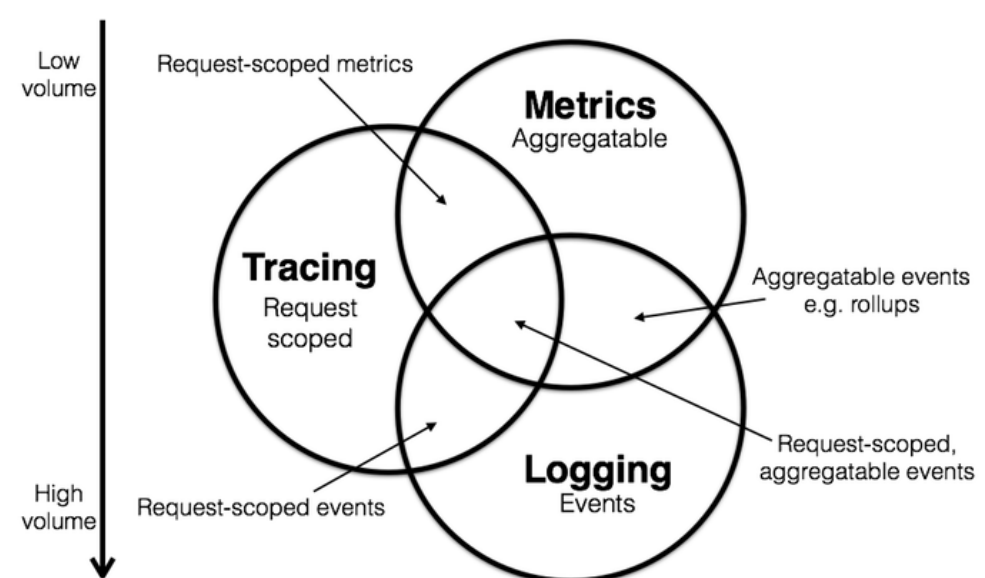 Low
volume
Request-scoped metrics
Metrics
Aggregatable
Tracing
Request
scoped
Aggregatable events
e.g. rollups
Request-scoped,
aggregatable events
Logging
Events
High
volume
Request-scoped events